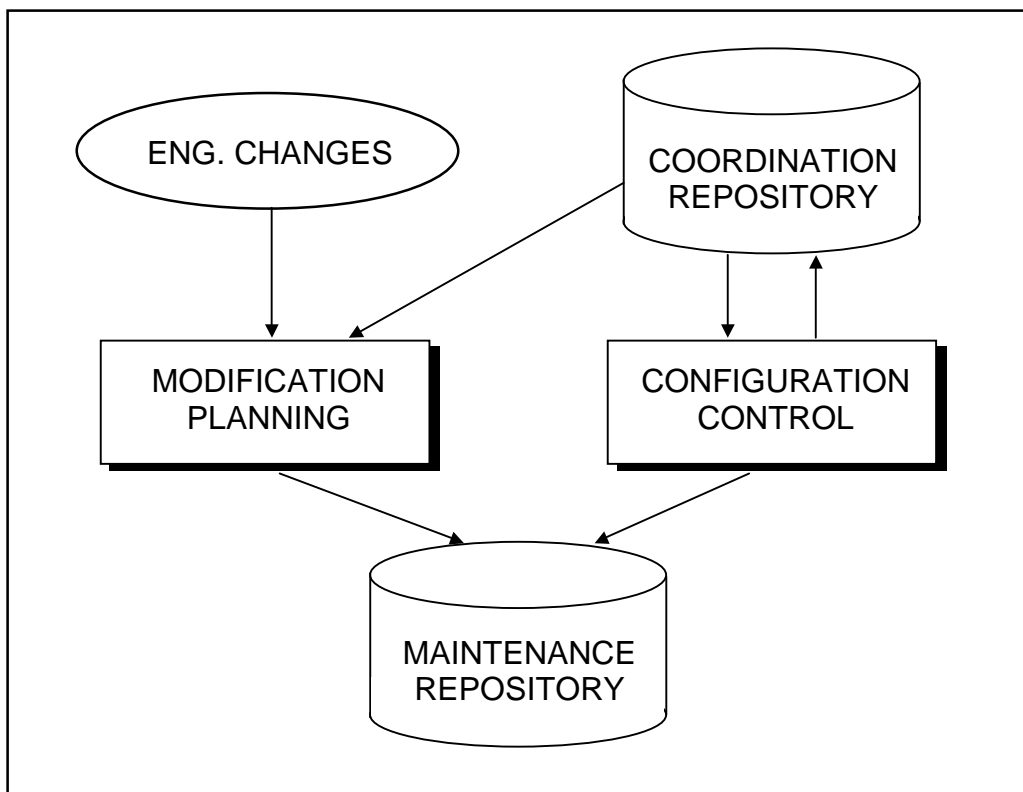 ENG. CHANGES
COORDINATION
REPOSITORY
MODIFICATION
PLANNING
CONFIGURATION
CONTROL
MAINTENANCE
REPOSITORY